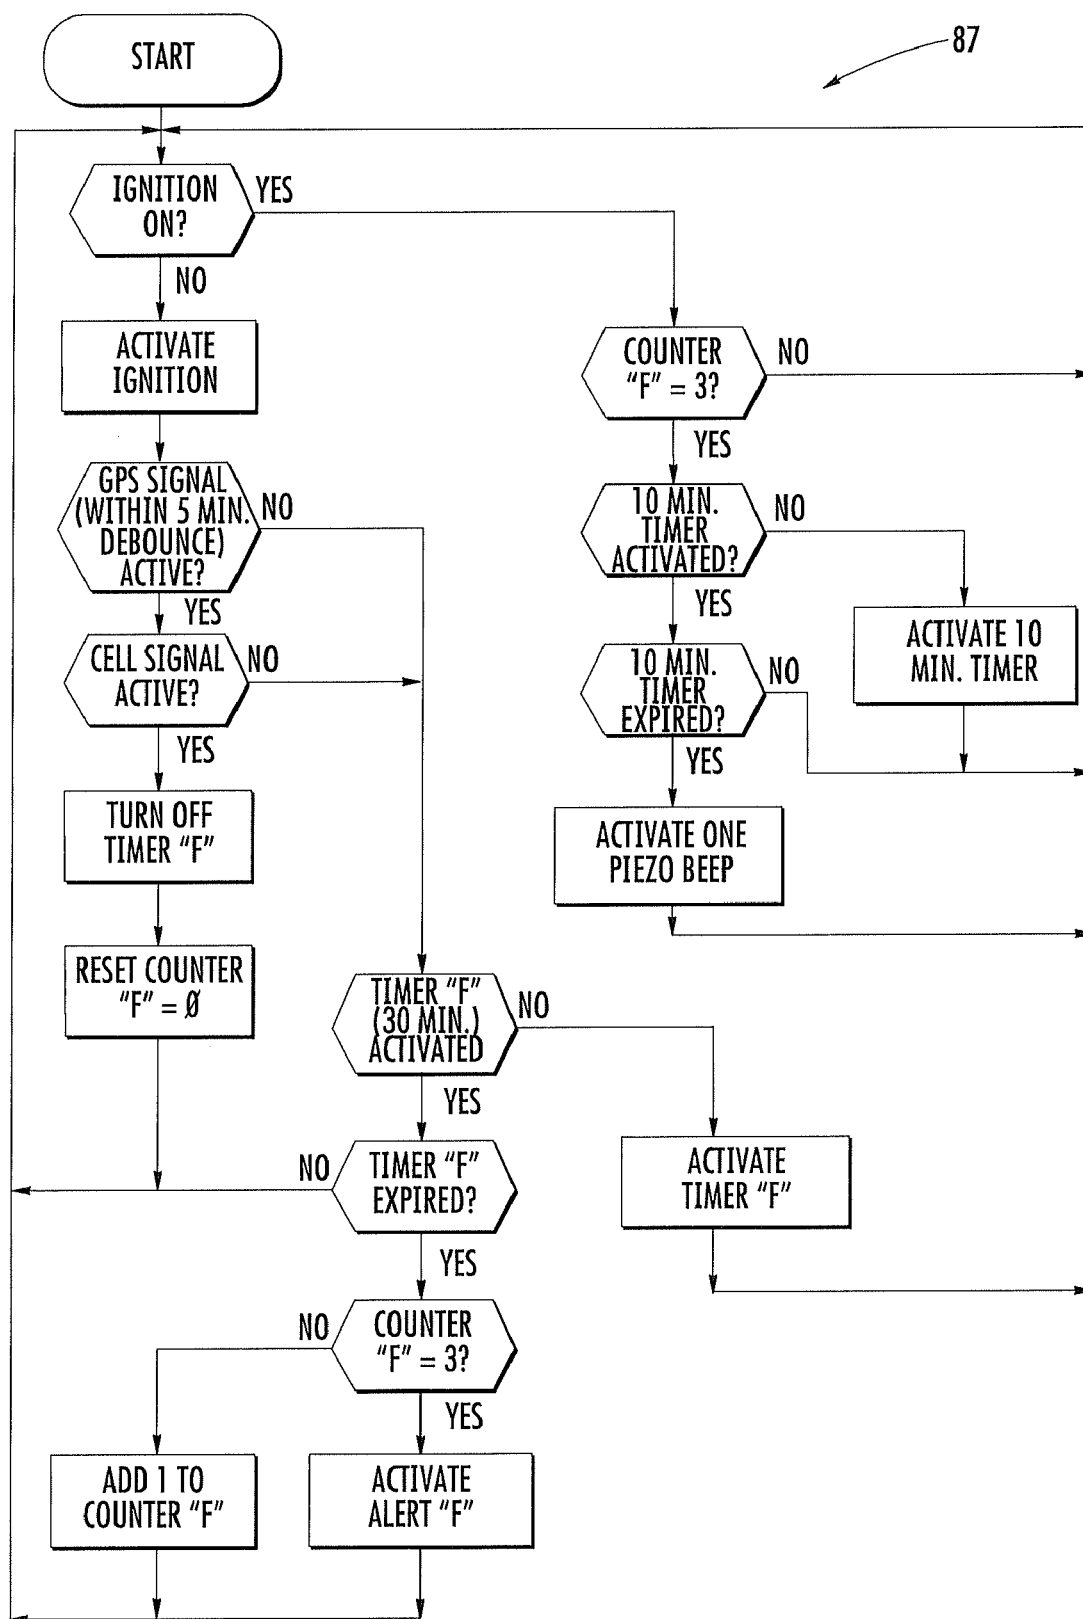 START
87
IGNITION
ON?
YES
NO
ACTIVATE
IGNITION
COUNTER
"F" = 3?
NO
YES
GPS SIGNAL
(WITHIN 5 MIN.
DEBOUNCE)
ACTIVE?
NO
YES
10 MIN.
TIMER
ACTIVATED?
NO
YES
CELL SIGNAL
ACTIVE?
NO
YES
10 MIN.
TIMER
EXPIRED?
NO
YES
ACTIVATE 10
MIN. TIMER
TURN OFF
TIMER "F"
ACTIVATE ONE
PIEZO BEEP
RESET COUNTER
"F" = Ø
TIMER "F"
(30 MIN.)
ACTIVATED
NO
YES
TIMER "F"
EXPIRED?
NO
YES
ACTIVATE
TIMER "F"
COUNTER
"F" = 3?
NO
YES
ADD 1 TO
COUNTER "F"
ACTIVATE
ALERT "F"